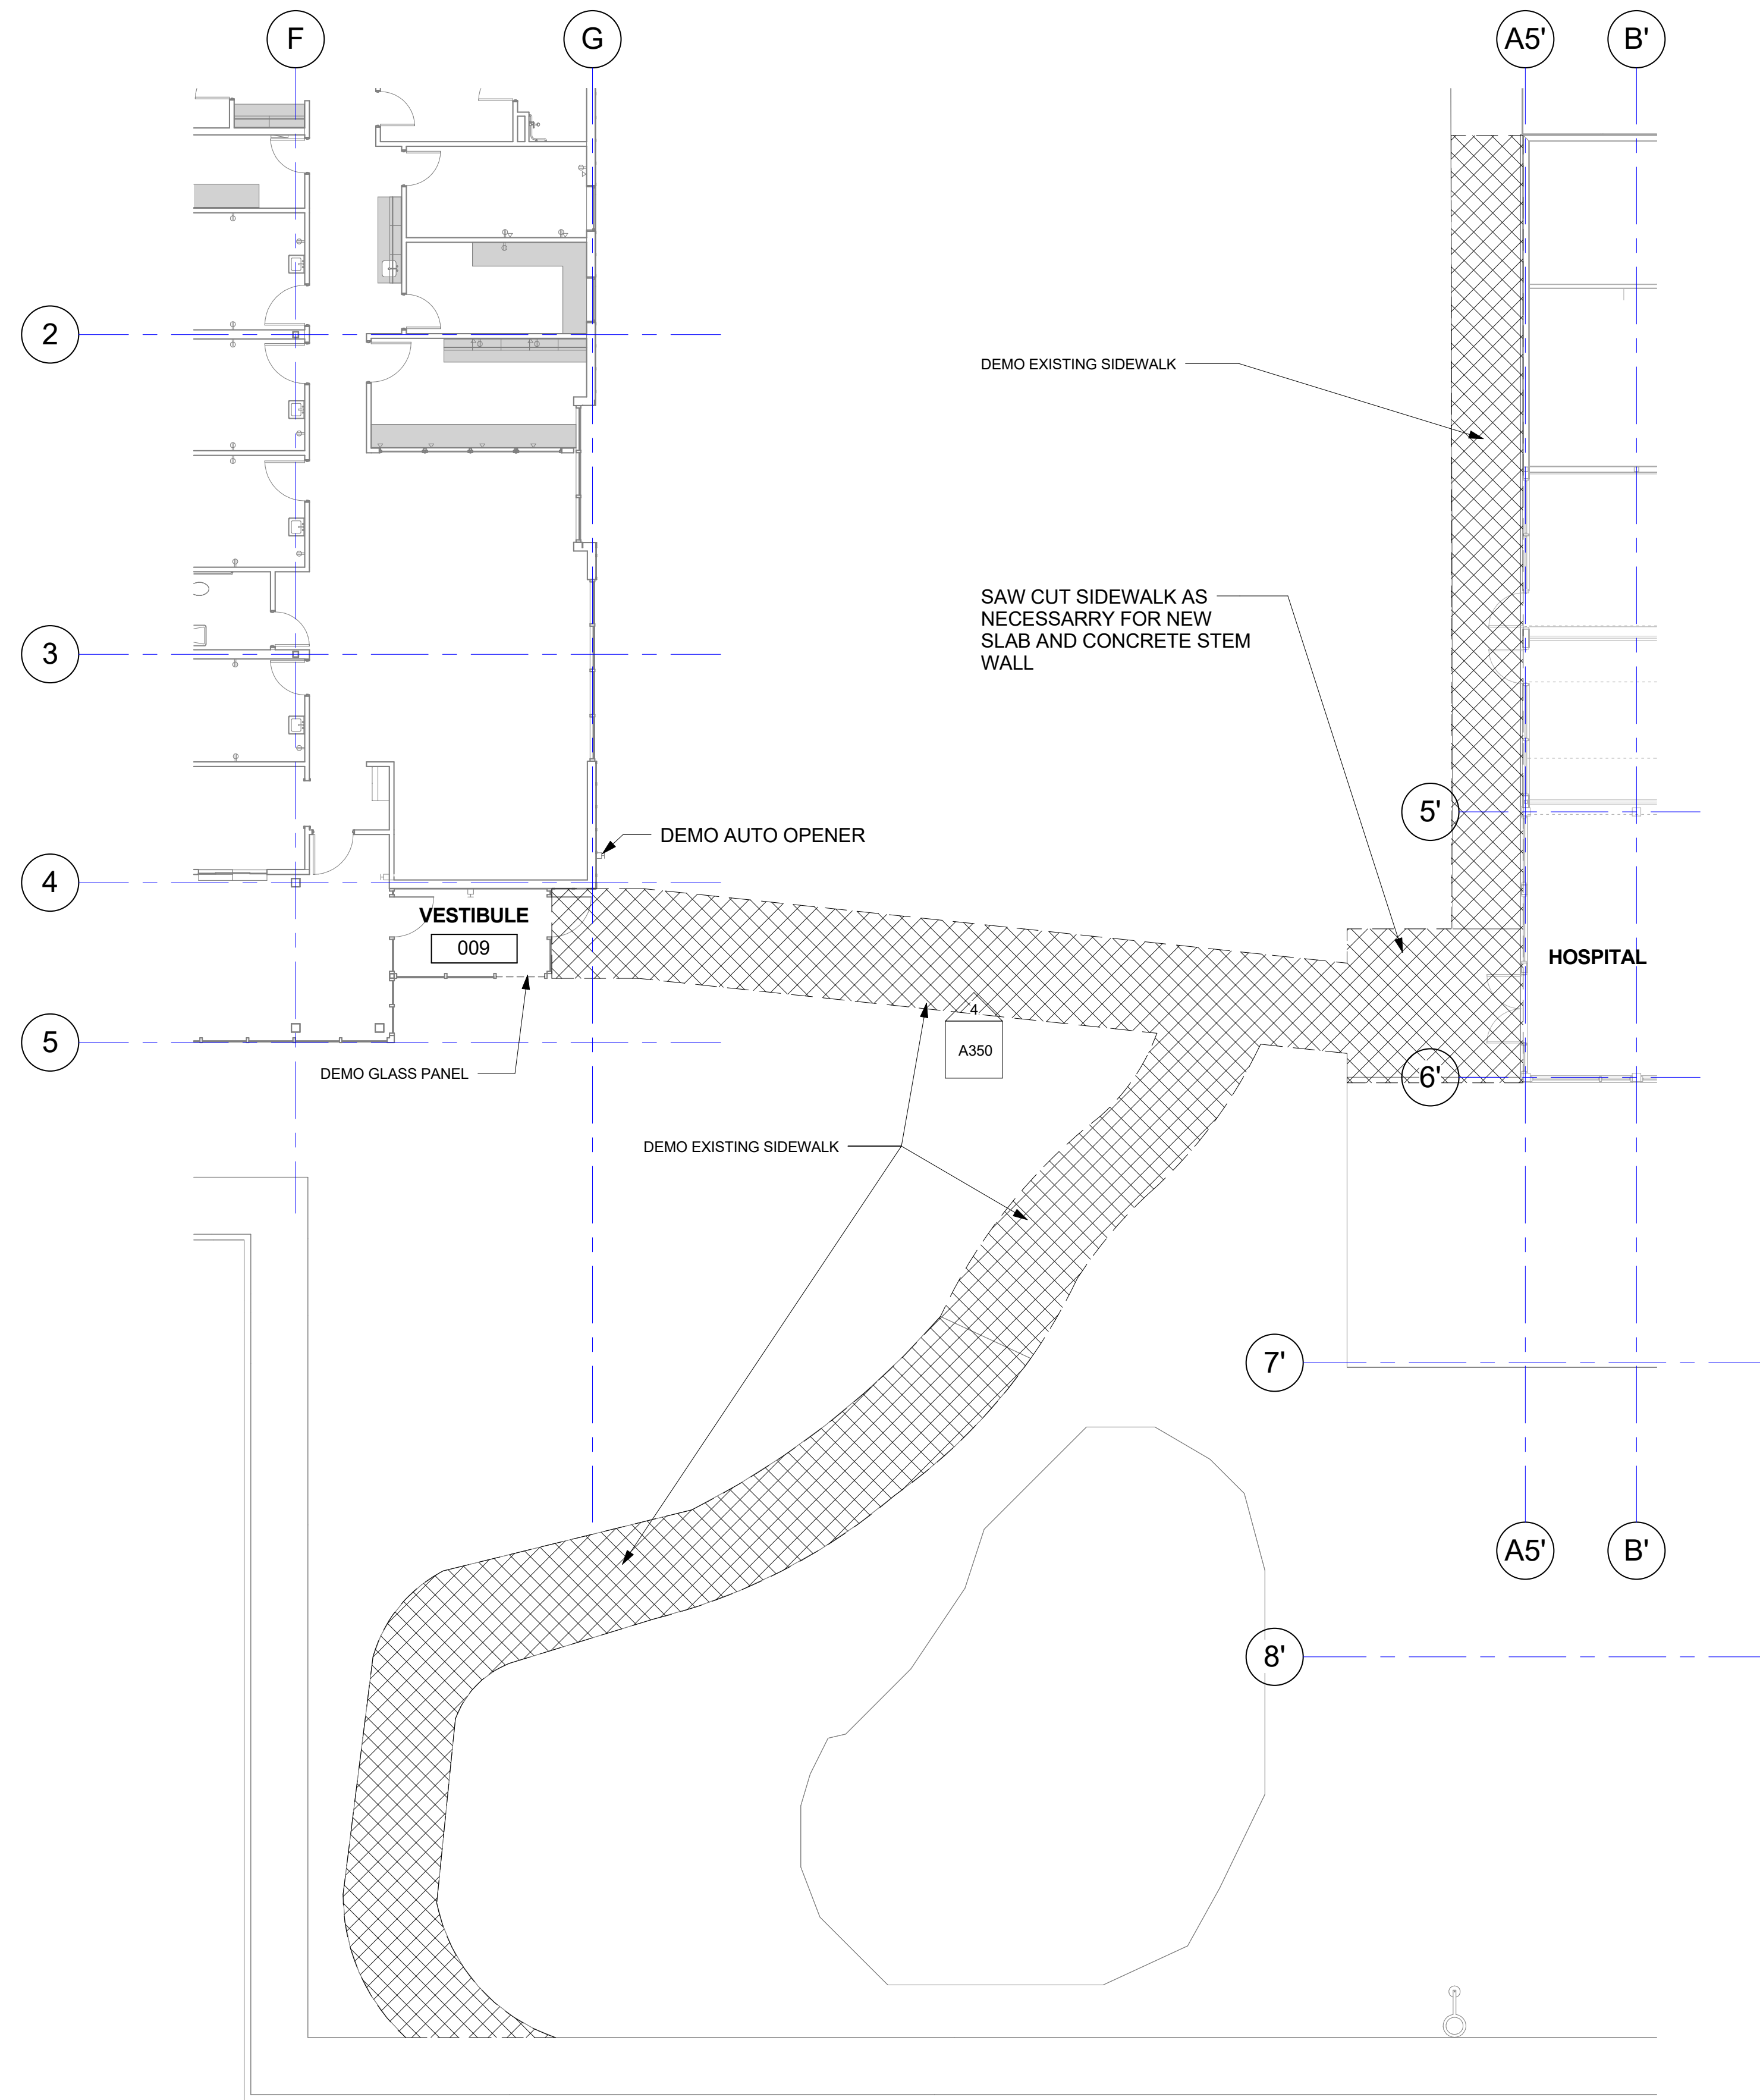 F
G
A5'
B'
2
DEMO EXISTING SIDEWALK
SAW CUT SIDEWALK AS
NECESSARRY FOR NEW
SLAB AND CONCRETE STEM
WALL
3
5'
DEMO AUTO OPENER
4
VESTIBULE
009
HOSPITAL
4
A350
5
DEMO GLASS PANEL
6'
DEMO EXISTING SIDEWALK
7'
A5'
B'
8'